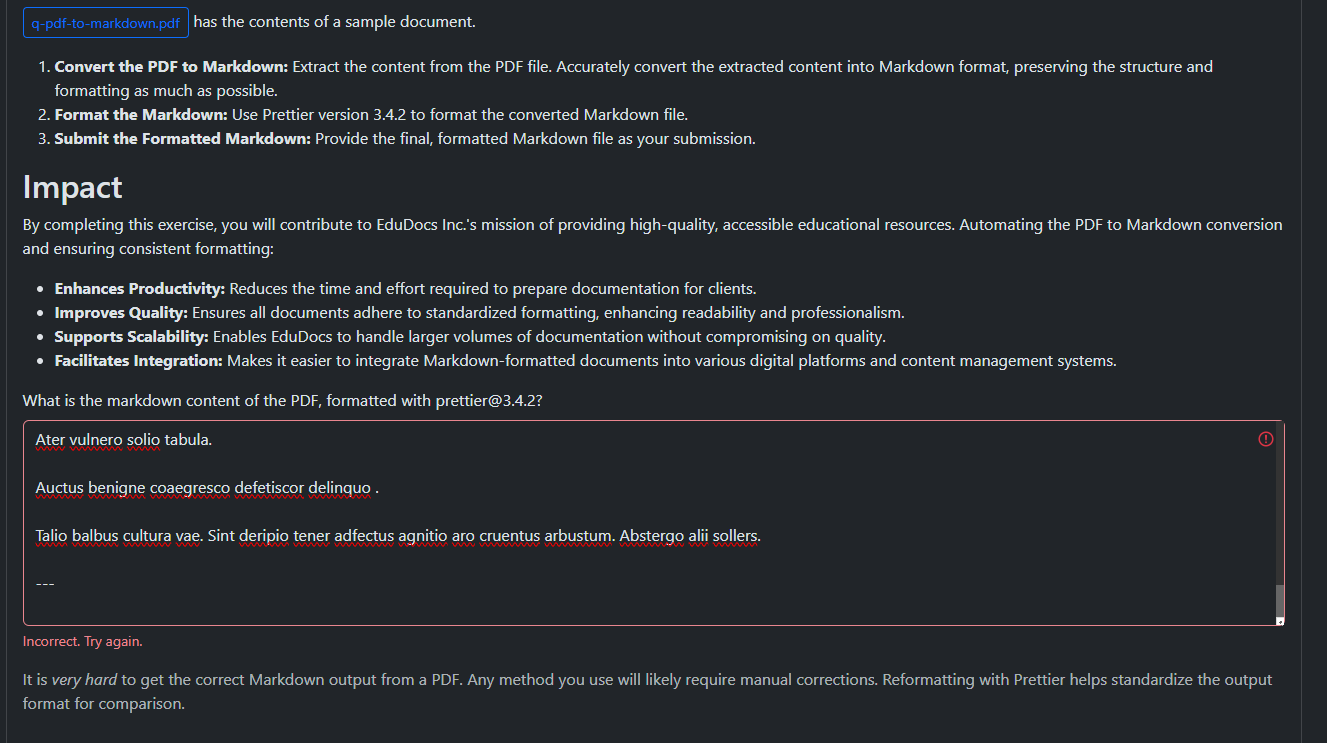 q-pdf-to-markdown.pdf has the contents of a sample document.
1. Convert the PDF to Markdown: Extract the content from the PDF file. Accurately convert the extracted content into Markdown format, preserving the structure and
formatting as much as possible.
2. Format the Markdown: Use Prettier version 3.4.2 to format the converted Markdown file.
3. Submit the Formatted Markdown: Provide the final, formatted Markdown file as your submission.
Impact
By completing this exercise, you will contribute to EduDocs Inc.'s mission of providing high-quality, accessible educational resources. Automating the PDF to Markdown conversion
and ensuring consistent formatting:
• Enhances Productivity: Reduces the time and effort required to prepare documentation for clients.
• Improves Quality: Ensures all documents adhere to standardized formatting, enhancing readability and professionalism.
• Supports Scalability: Enables EduDocs to handle larger volumes of documentation without compromising on quality.
• Facilitates Integration: Makes it easier to integrate Markdown-formatted documents into various digital platforms and content management systems.
What is the markdown content of the PDF, formatted with prettier@3.4.2?
Ater vulnero solio tabula.
Auctus benigne coaegresco defetiscor delinquo .
Talio balbus cultura vae. Sint deripio tener adfectus agnitio aro cruentus arbustum. Abstergo alii sollers.
---
Incorrect. Try again.
It is very hard to get the correct Markdown output from a PDF. Any method you use will likely require manual corrections. Reformatting with Prettier helps standardize the output
format for comparison.